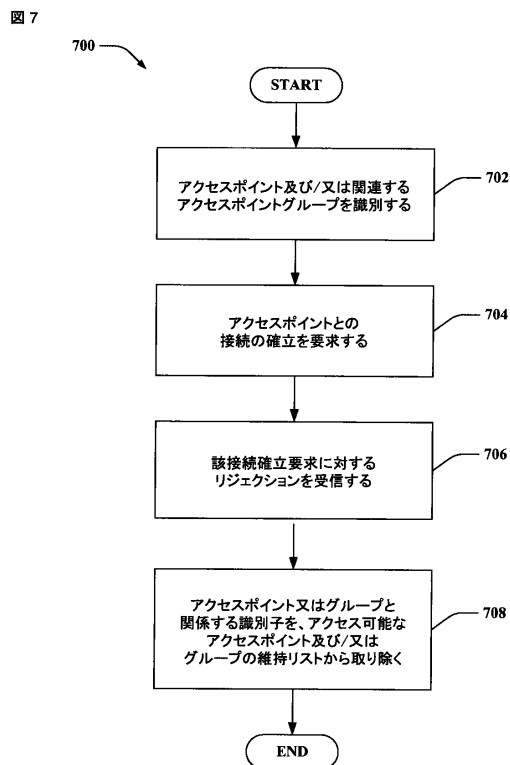 図7
700
START
アクセスポイント及び/又は関連する
アクセスポイントグループを識別する
702
アクセスポイントとの
接続の確立を要求する
704
該接続確立要求に対する
リジェクションを受信する
706
アクセスポイント又はグループと
関係する識別子を、アクセス可能な
アクセスポイント及び/又は
グループの維持リストから取り除く
708
END